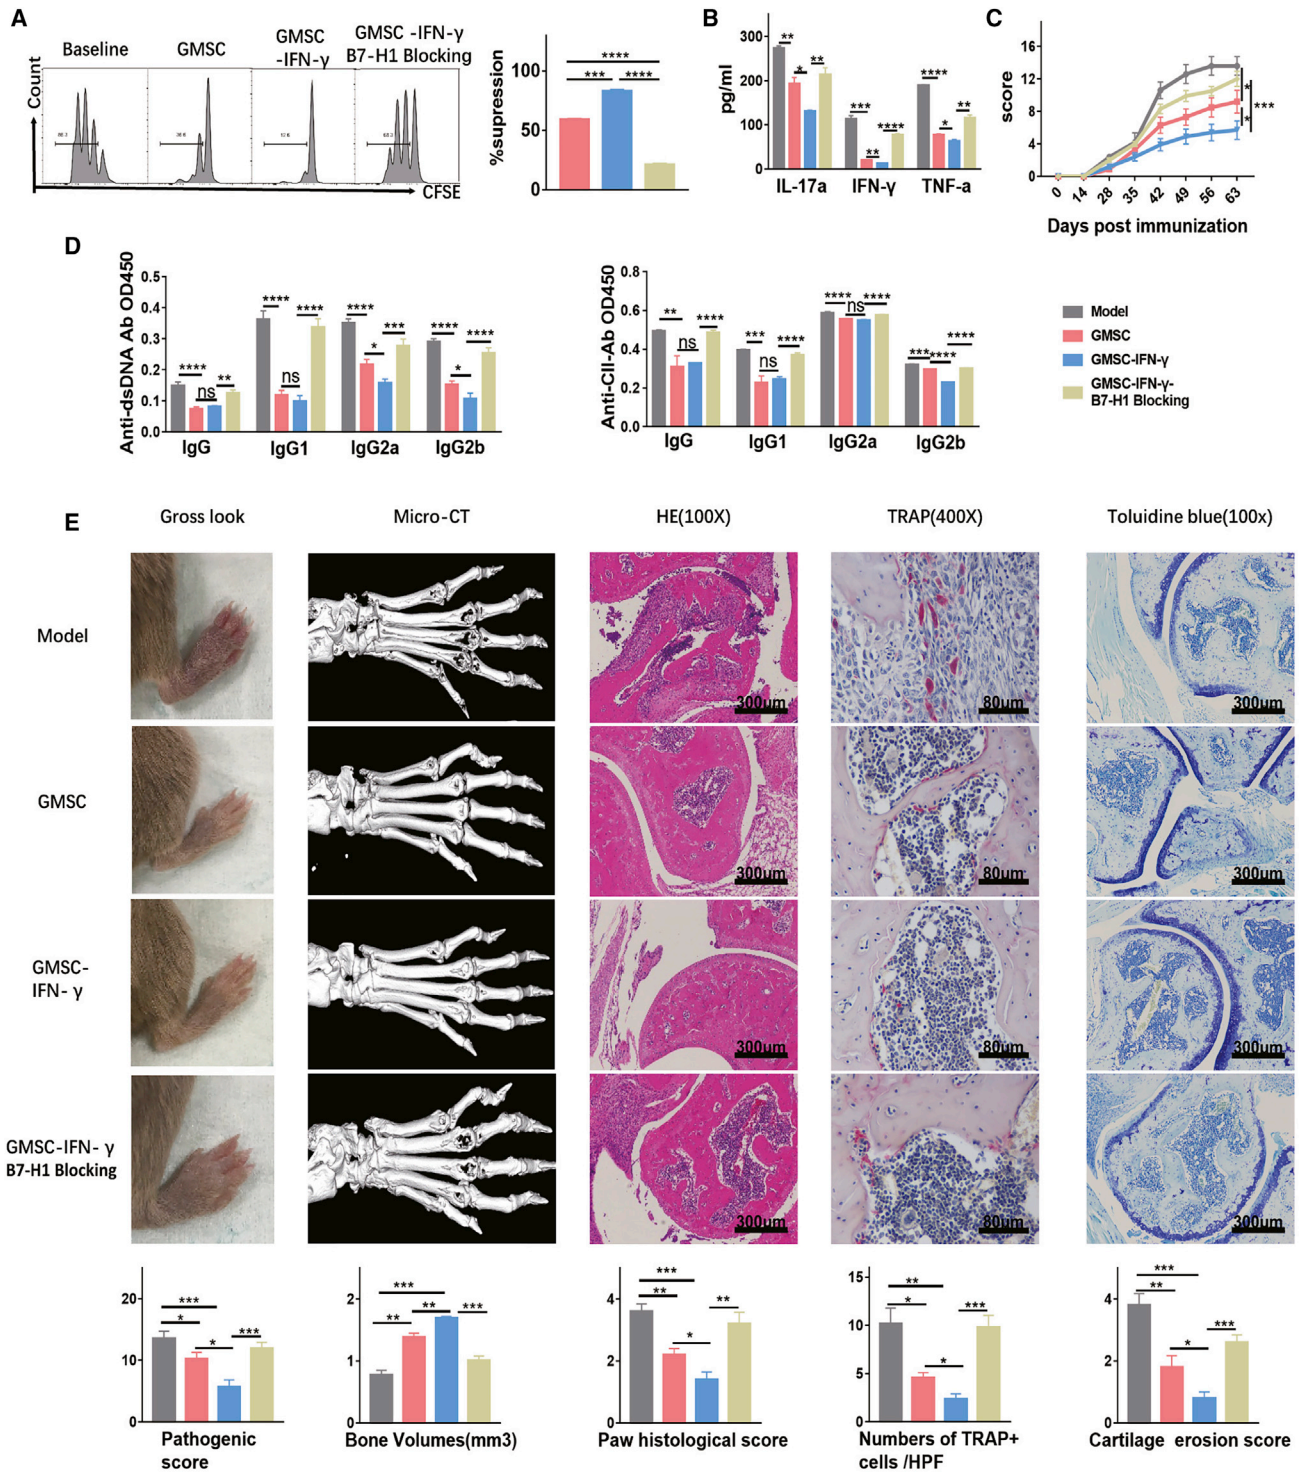 A
Baseline
GMSC
GMSC
-IFN-γ
GMSC -IFN-γ
B7-H1 Blocking
Count
CFSE
%supression
100
50
0
***
****
****
B
pg/ml
300
200
100
0
**
*
**
***
**
****
****
*
**
IL-17a
IFN-γ
TNF-a
C
score
16
12
8
4
0
0
14
28
35
42
49
56
63
*
*
***
Days post immunization
D
Anti-dsDNA Ab OD450
0.5
0.4
0.3
0.2
0.1
0.0
****
ns
**
****
ns
****
****
*
***
****
*
****
IgG
IgG1
IgG2a
IgG2b
Anti-CII-Ab OD450
0.8
0.6
0.4
0.2
0.0
**
ns
****
***
ns
****
****
ns
****
***
****
****
IgG
IgG1
IgG2a
IgG2b
Model
GMSC
GMSC-IFN-γ
GMSC-IFN-γ-
B7-H1 Blocking
E
Gross look
Micro-CT
HE(100X)
TRAP(400X)
Toluidine blue(100x)
Model
300um
80um
300um
GMSC
300um
80um
300um
GMSC-
IFN- γ
300um
80um
300um
GMSC-IFN- γ
B7-H1 Blocking
300um
80um
300um
20
10
0
***
*
*
***
Pathogenic
score
2
1
0
***
**
**
***
Bone Volumes(mm3)
4
2
0
***
**
*
**
Paw histological score
15
10
5
0
**
*
*
***
Numbers of TRAP+
cells /HPF
4
2
0
***
**
*
***
Cartilage erosion score